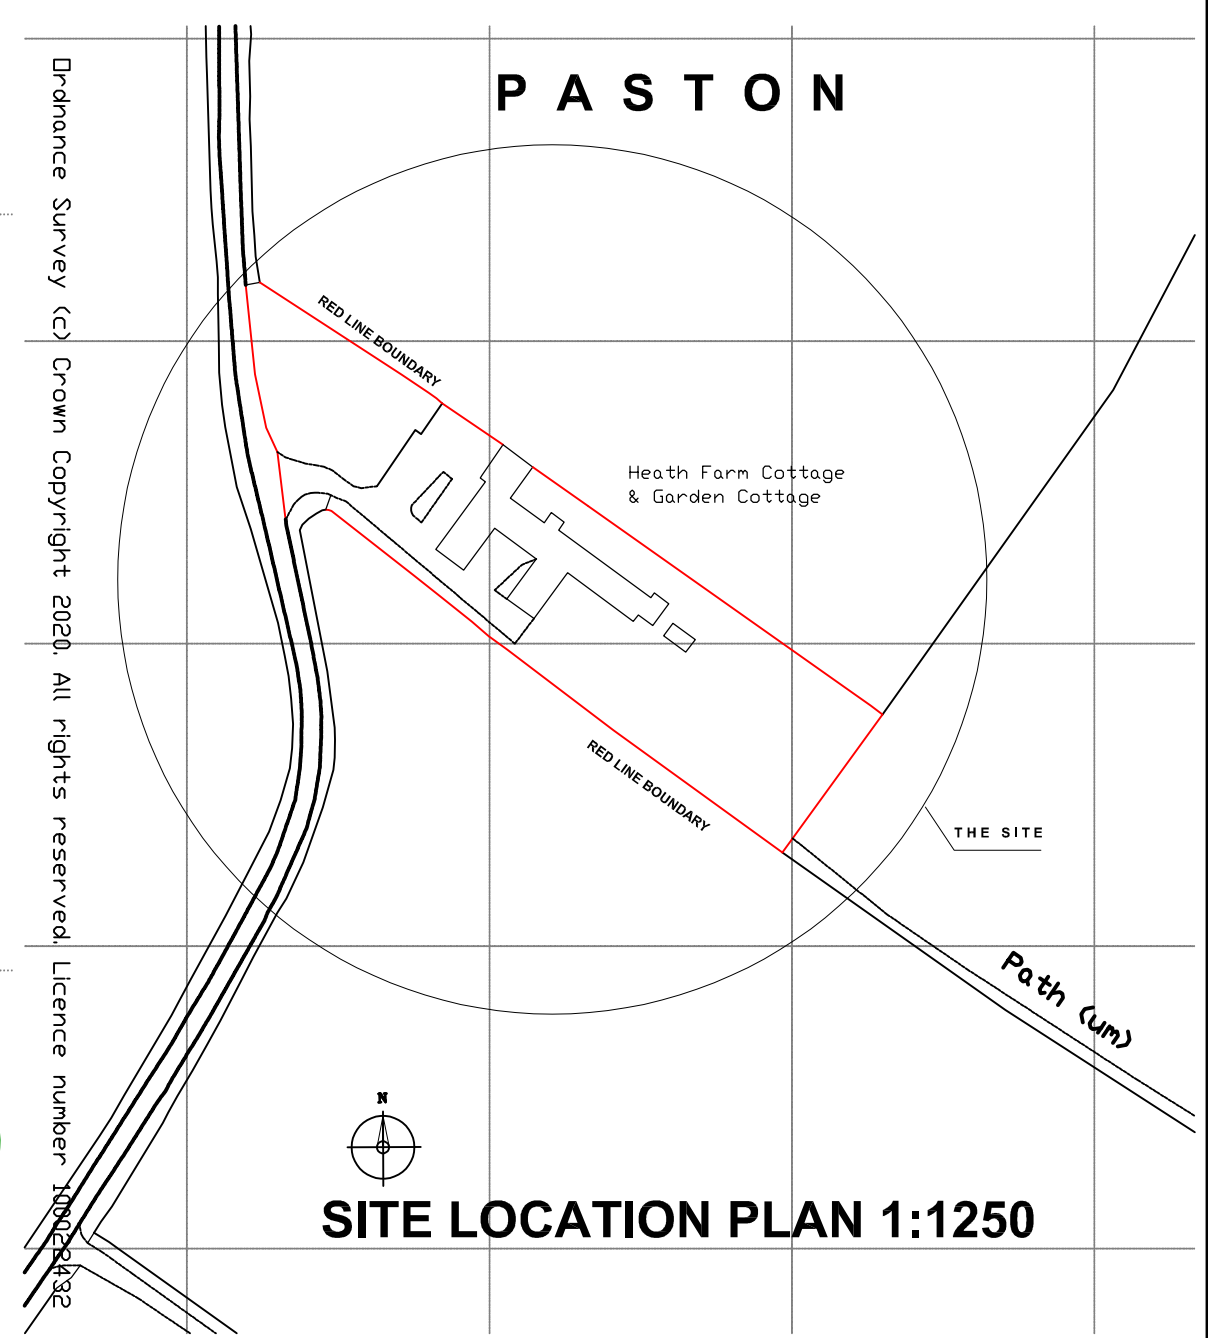 PASTON
Ordnance Survey (c) Crown Copyright 2020. All rights reserved. Licence number 100022432
RED LINE BOUNDARY
Heath Farm Cottage
& Garden Cottage
RED LINE BOUNDARY
THE SITE
Path (um)
N
SITE LOCATION PLAN 1:1250